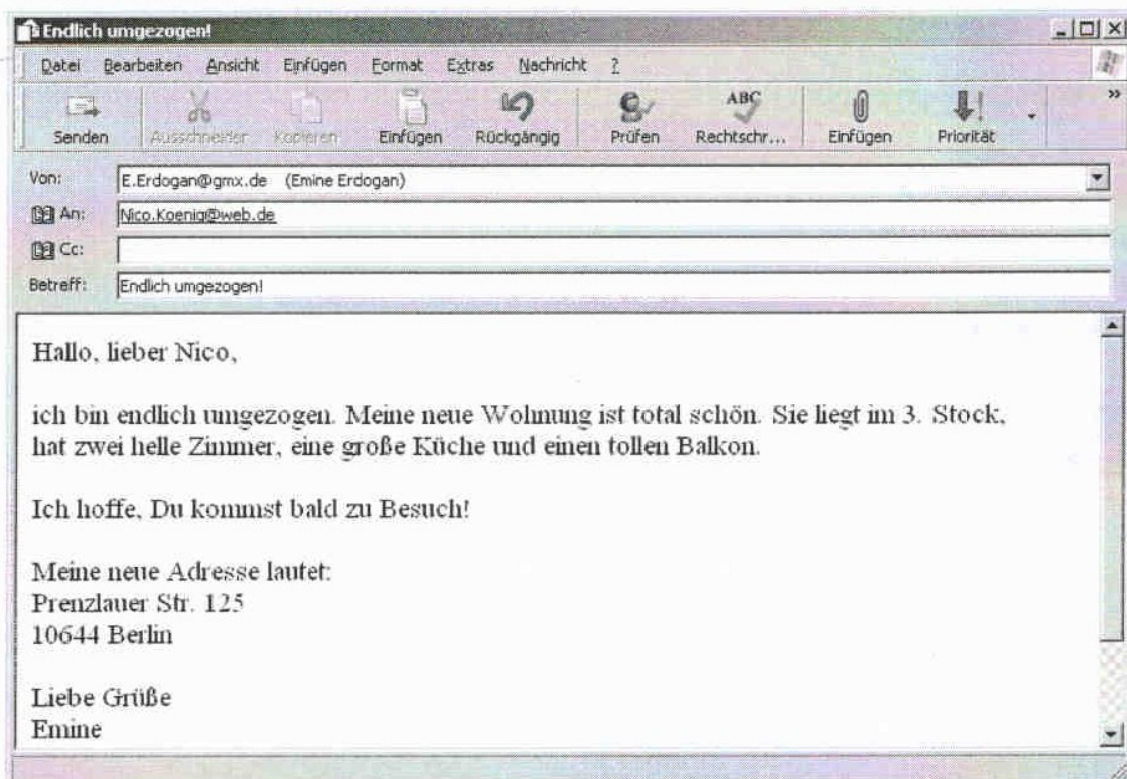 Endlich umgezogen!
Datei Bearbeiten Ansicht Einfügen Format Extras Nachricht ?
Senden Ausschneiden Kopieren Einfügen Rückgängig Prüfen Rechtschr... Einfügen Priorität
Von: E.Erdogan@gmx.de (Emine Erdogan)
An: Nico.Koenig@web.de
Cc:
Betreff: Endlich umgezogen!
Hallo, lieber Nico,
ich bin endlich umgezogen. Meine neue Wohnung ist total schön. Sie liegt im 3. Stock,
hat zwei helle Zimmer, eine große Küche und einen tollen Balkon.
Ich hoffe, Du kommst bald zu Besuch!
Meine neue Adresse lautet:
Prenzlauer Str. 125
10644 Berlin
Liebe Grüße
Emine